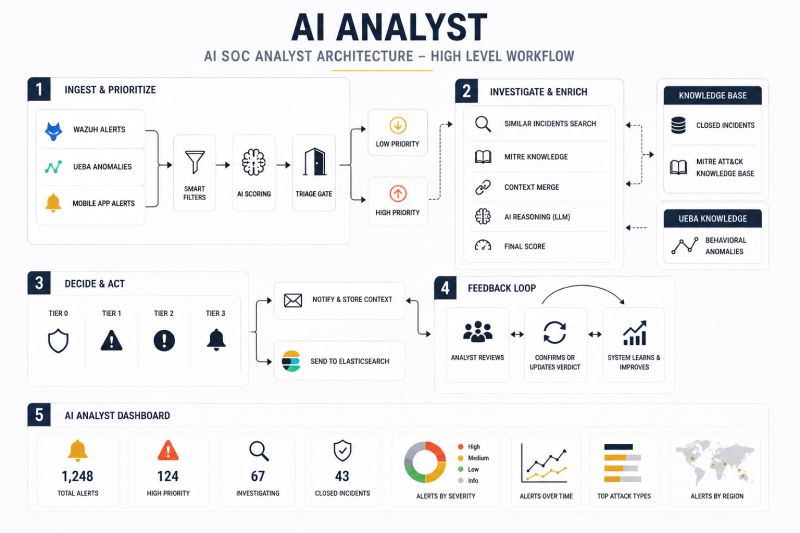 AI ANALYST
AI SOC ANALYST ARCHITECTURE – HIGH LEVEL WORKFLOW
1
INGEST & PRIORITIZE
WAZUH ALERTS
UEBA ANOMALIES
MOBILE APP ALERTS
SMART
FILTERS
AI SCORING
TRIAGE GATE
LOW PRIORITY
HIGH PRIORITY
2
INVESTIGATE & ENRICH
SIMILAR INCIDENTS SEARCH
MITRE KNOWLEDGE
CONTEXT MERGE
AI REASONING (LLM)
FINAL SCORE
KNOWLEDGE BASE
CLOSED INCIDENTS
MITRE ATT&CK
KNOWLEDGE BASE
UEBA KNOWLEDGE
BEHAVIORAL
ANOMALIES
3
DECIDE & ACT
TIER 0
TIER 1
TIER 2
TIER 3
NOTIFY & STORE CONTEXT
SEND TO ELASTICSEARCH
4
FEEDBACK LOOP
ANALYST REVIEWS
CONFIRMS OR
UPDATES VERDICT
SYSTEM LEARNS &
IMPROVES
5
AI ANALYST DASHBOARD
1,248
TOTAL ALERTS
124
HIGH PRIORITY
67
INVESTIGATING
43
CLOSED INCIDENTS
High
Medium
Low
Info
ALERTS BY SEVERITY
ALERTS OVER TIME
TOP ATTACK TYPES
ALERTS BY REGION